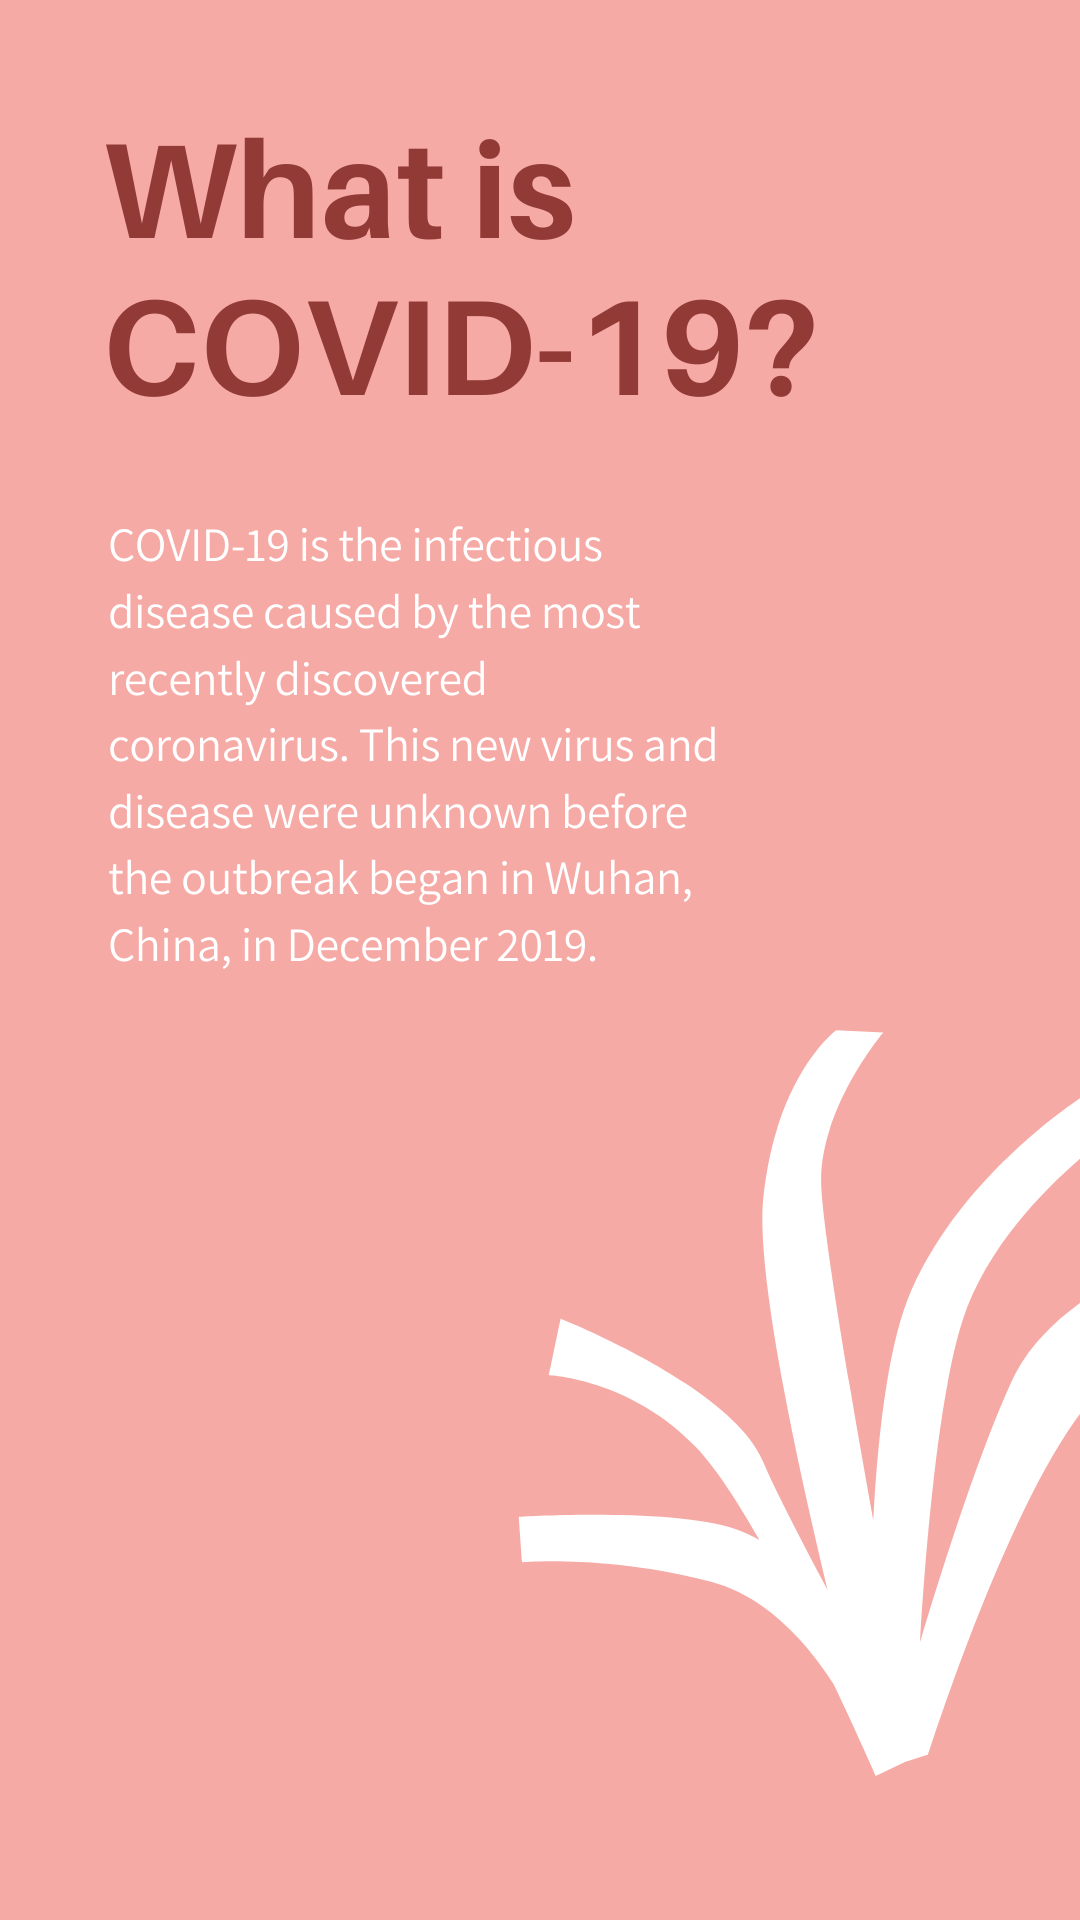 What is
COVID-19?
COVID-19 is the infectious
disease caused by the most
recently discovered
coronavirus. This new virus and
disease were unknown before
the outbreak began in Wuhan,
China, in December 2019.